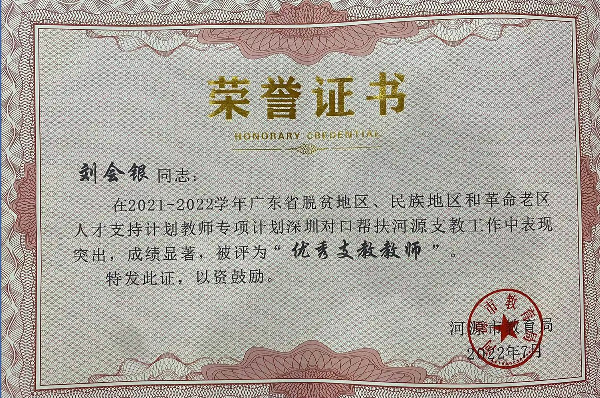 荣誉证书
HONORARY CREDENTIAL
刘会银同志：
在2021-2022学年广东省脱贫地区、民族地区和革命老区
人才支持计划教师专项计划深圳对口帮扶河源支教工作中表现
突出，成绩显著，被评为“优秀支教教师”。
特发此证，以资鼓励。
河源市教育局
2022年7月